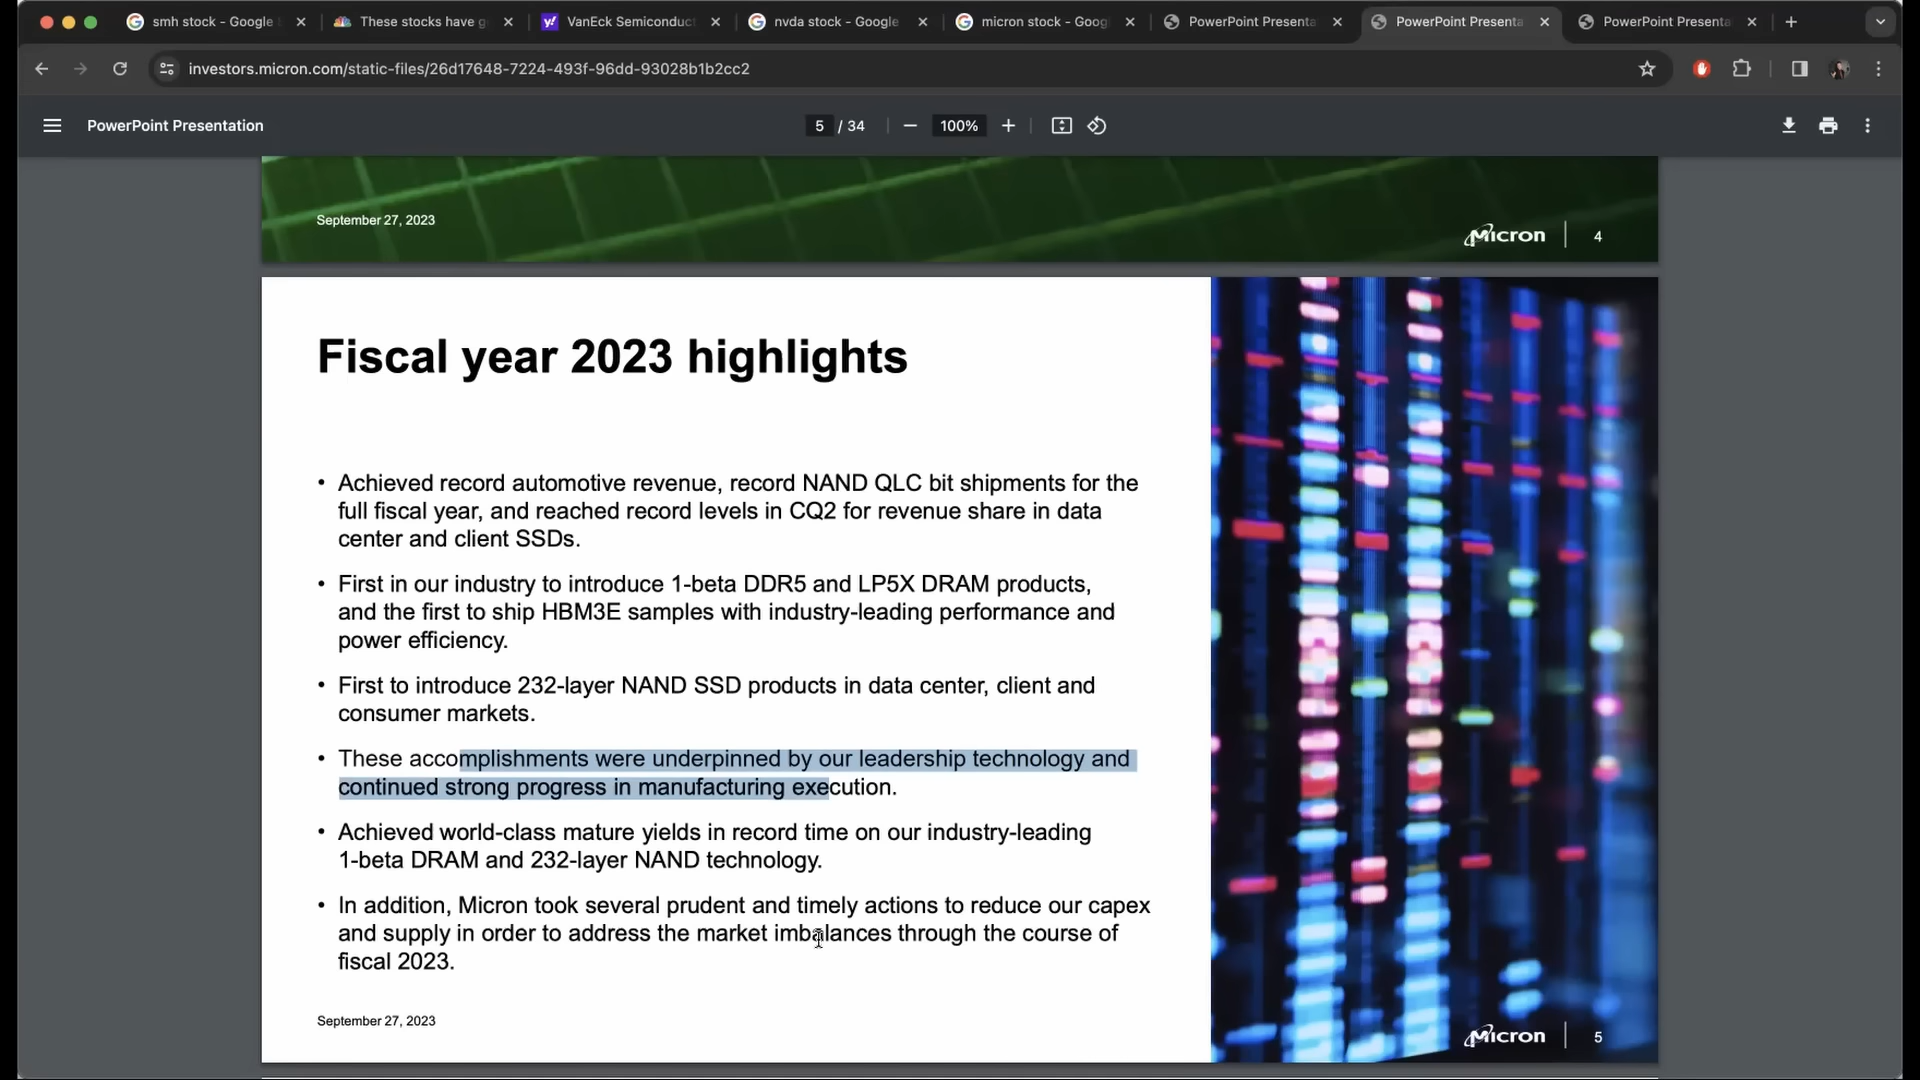 smh stock - Google
These stocks have g
VanEck Semiconduc
nvda stock - Google
micron stock - Goog
PowerPoint Presenta
PowerPoint Presenta
PowerPoint Presenta
investors.micron.com/static-files/26d17648-7224-493f-96dd-93028b1b2cc2
PowerPoint Presentation
5 / 34
100%
September 27, 2023
Micron
4
Fiscal year 2023 highlights
• Achieved record automotive revenue, record NAND QLC bit shipments for the
full fiscal year, and reached record levels in CQ2 for revenue share in data
center and client SSDs.
• First in our industry to introduce 1-beta DDR5 and LP5X DRAM products,
and the first to ship HBM3E samples with industry-leading performance and
power efficiency.
• First to introduce 232-layer NAND SSD products in data center, client and
consumer markets.
• These accomplishments were underpinned by our leadership technology and
continued strong progress in manufacturing execution.
• Achieved world-class mature yields in record time on our industry-leading
1-beta DRAM and 232-layer NAND technology.
• In addition, Micron took several prudent and timely actions to reduce our capex
and supply in order to address the market imbalances through the course of
fiscal 2023.
September 27, 2023
Micron
5